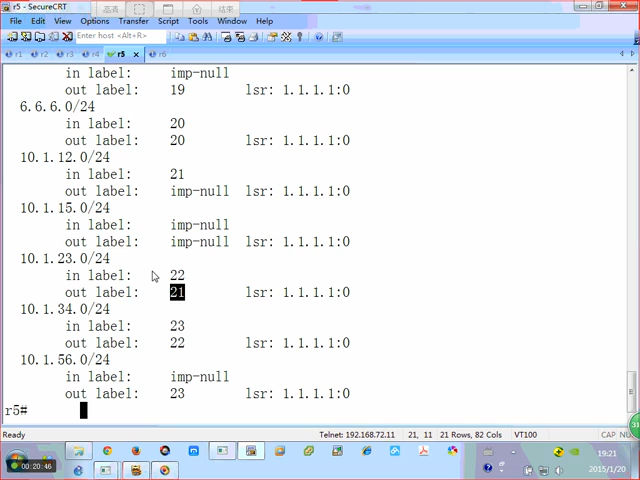 r5 - SecureCRT
高清
结束
File Edit View Options Transfer Script Tools Window Help
Enter host <Alt+R>
r1 r2 r3 r4 r5 r6
in label: imp-null
out label: 19 lsr: 1.1.1.1:0
6.6.6.0/24
in label: 20
out label: 20 lsr: 1.1.1.1:0
10.1.12.0/24
in label: 21
out label: imp-null lsr: 1.1.1.1:0
10.1.15.0/24
in label: imp-null
out label: imp-null lsr: 1.1.1.1:0
10.1.23.0/24
in label: 22
out label: 21 lsr: 1.1.1.1:0
10.1.34.0/24
in label: 23
out label: 22 lsr: 1.1.1.1:0
10.1.56.0/24
in label: imp-null
out label: 23 lsr: 1.1.1.1:0
r5#
31
Ready Telnet: 192.168.72.11 21, 11 21 Rows, 82 Cols VT100 CAP NU
00:20:46
19:21
2015/1/20